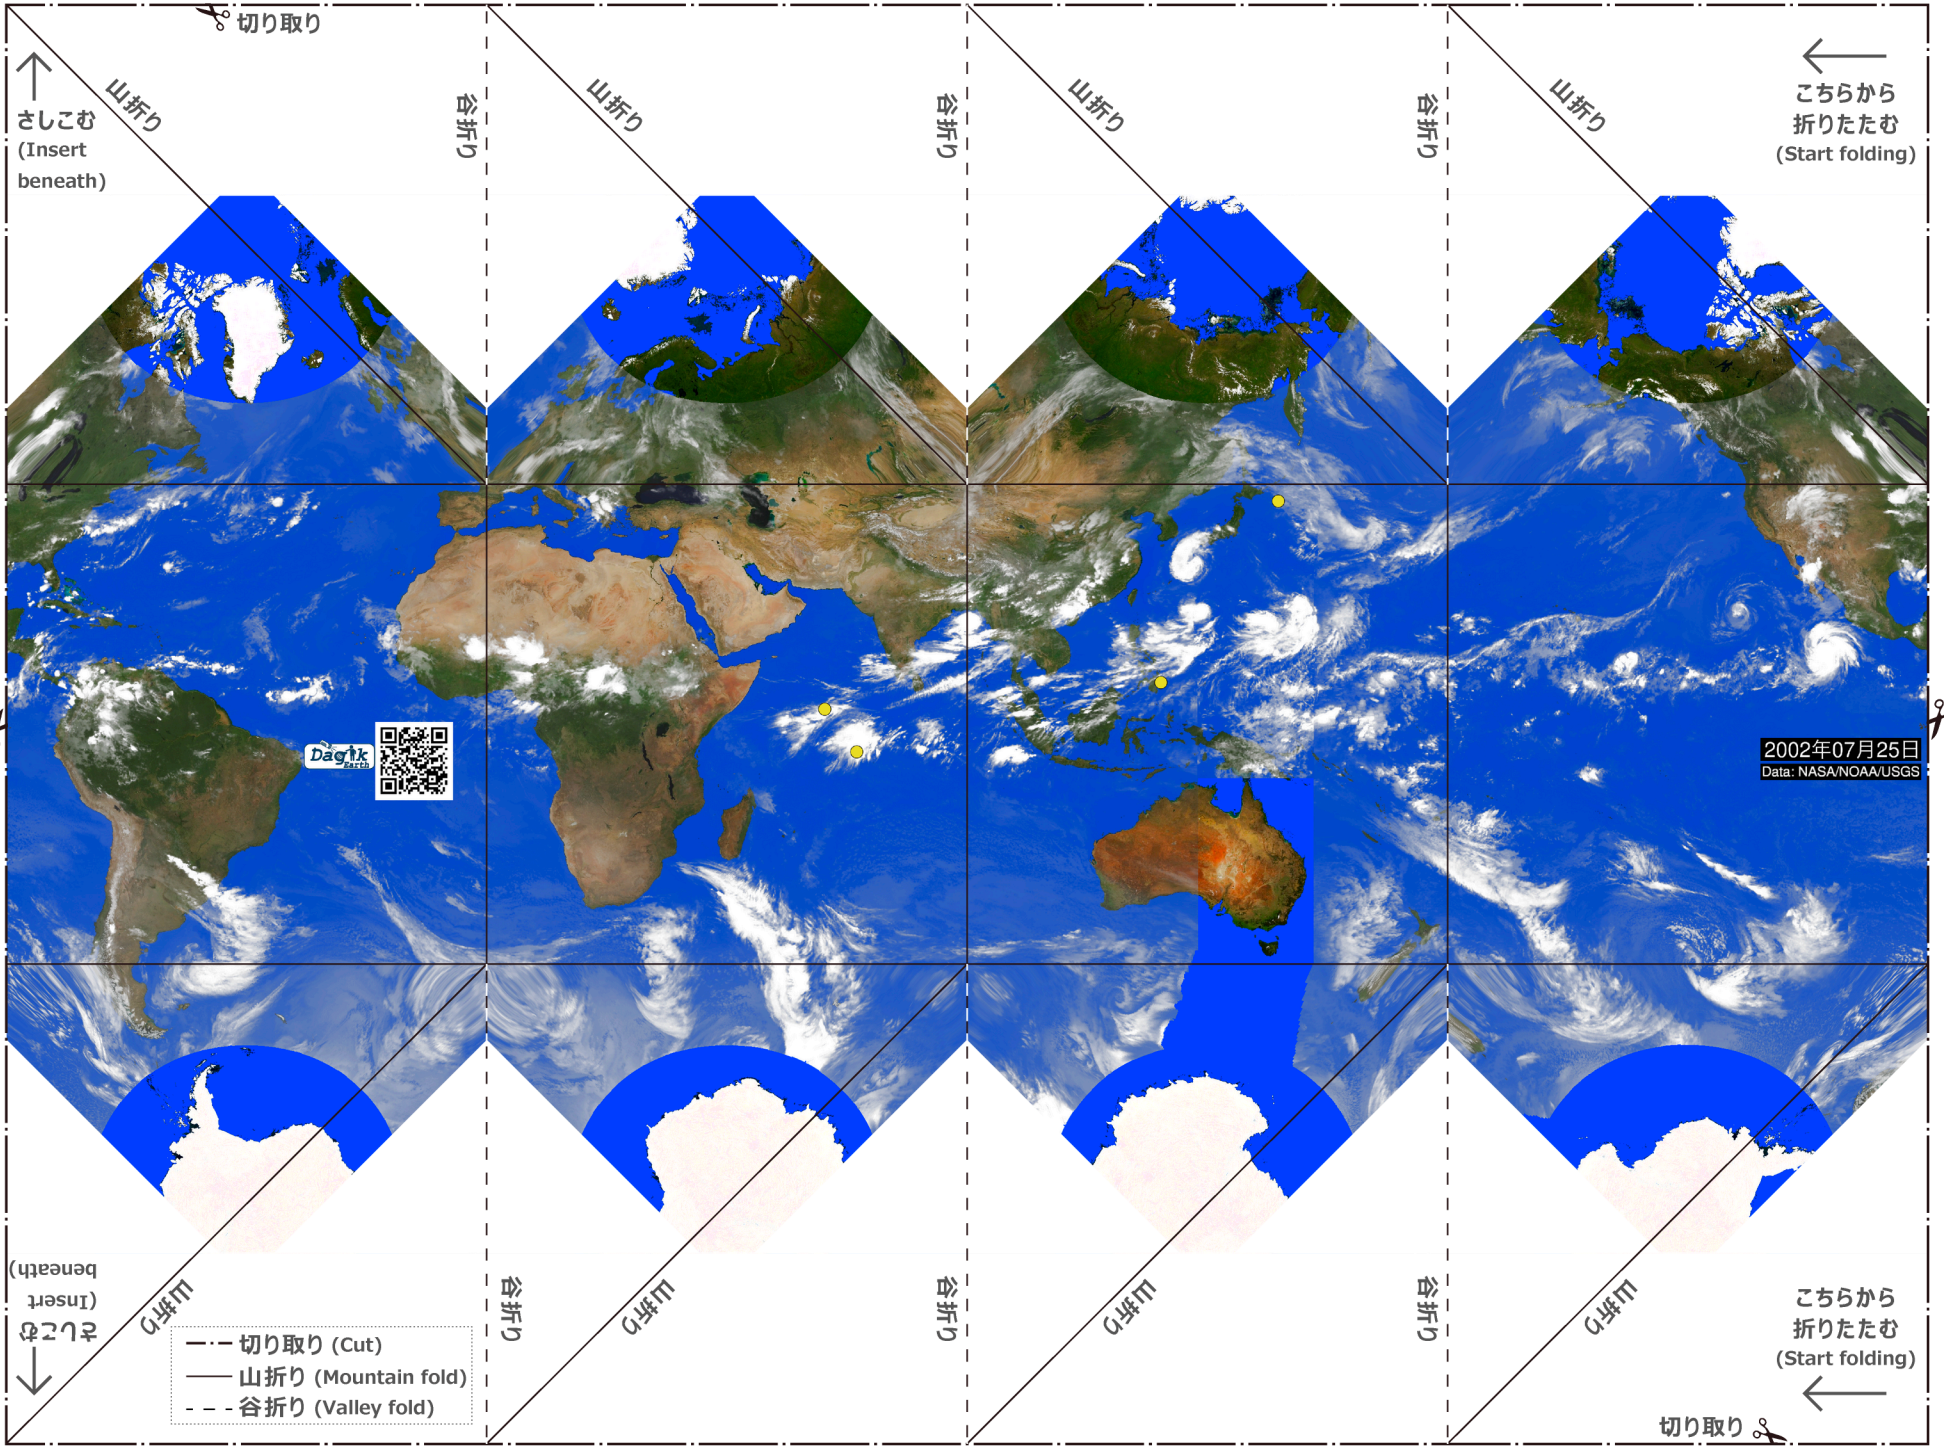 切り取り
山折り
谷折り
山折り
谷折り
山折り
谷折り
山折り
さしこむ
(Insert
beneath)
こちらから
折りたたむ
(Start folding)
Dagik
Earth
2002年07月25日
Data: NASA/NOAA/USGS
さしこむ
(Insert
beneath)
山折り
谷折り
山折り
谷折り
山折り
谷折り
山折り
こちらから
折りたたむ
(Start folding)
切り取り (Cut)
山折り (Mountain fold)
谷折り (Valley fold)
切り取り